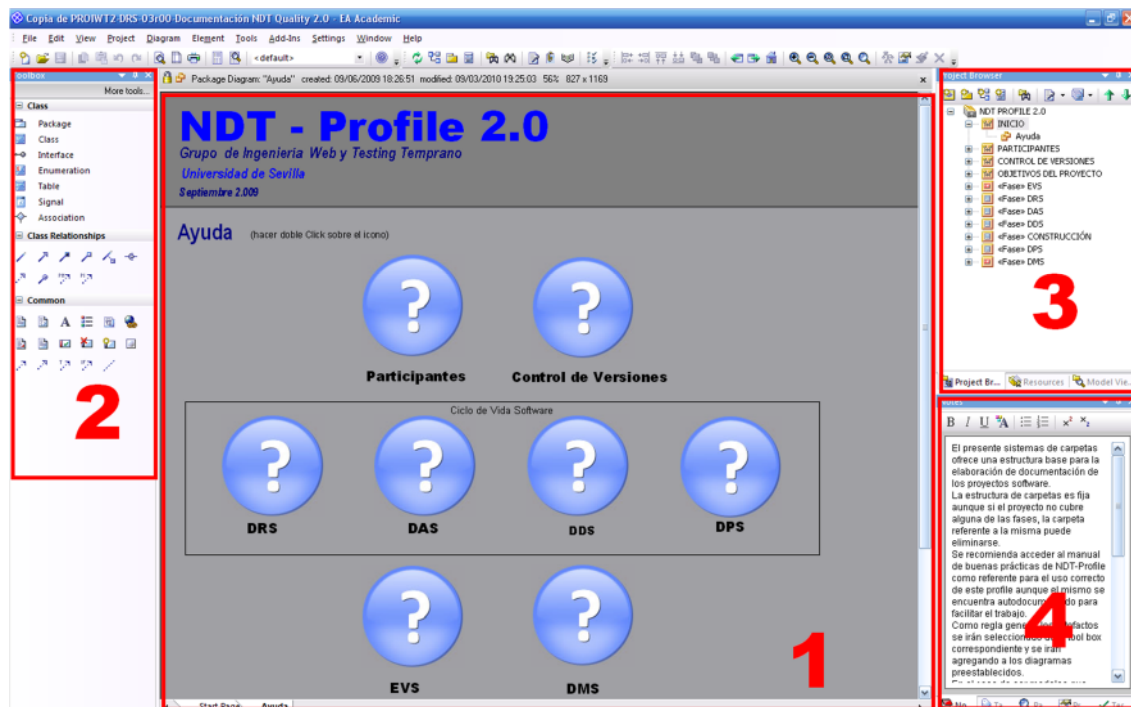 Copia de PROIWT2-DRS-03r00-Documentación NDT Quality 2.0 - EA Academic
File Edit View Project Diagram Element Tools Add-Ins Settings Window Help
<default>
Toolbox
More tools...
Class
Package
Class
Interface
Enumeration
Table
Signal
Association
Class Relationships
Common
2
Package Diagram: "Ayuda" created: 09/06/2009 18:26:51 modified: 09/03/2010 19:25:03 56% 827 x 1169
NDT - Profile 2.0
Grupo de Ingeniería Web y Testing Temprano
Universidad de Sevilla
Septiembre 2.009
Ayuda (hacer doble Click sobre el icono)
? ?
Participantes Control de Versiones
Ciclo de Vida Software
? ? ? ?
DRS DAS DDS DPS
? ?
EVS DMS
1
Start Page Ayuda
Project Browser
NDT PROFILE 2.0
INICIO
Ayuda
PARTICIPANTES
CONTROL DE VERSIONES
OBJETIVOS DEL PROYECTO
«Fase» EVS
«Fase» DRS
«Fase» DAS
«Fase» DDS
«Fase» CONSTRUCCIÓN
«Fase» DPS
«Fase» DMS
3
Project Br... Resources Model Vie...
Notes
El presente sistemas de carpetas
ofrece una estructura base para la
elaboración de documentación de
los proyectos software.
La estructura de carpetas es fija
aunque si el proyecto no cubre
alguna de las fases, la carpeta
referente a la misma puede
eliminarse.
Se recomienda acceder al manual
de buenas prácticas de NDT-Profile
como referente para el uso correcto
de este profile aunque el mismo se
encuentra para
facilitar el trabajo.
Como regla
se irán tool box
correspondiente y se irán
agregando a los diagramas
preestablecidos.
4